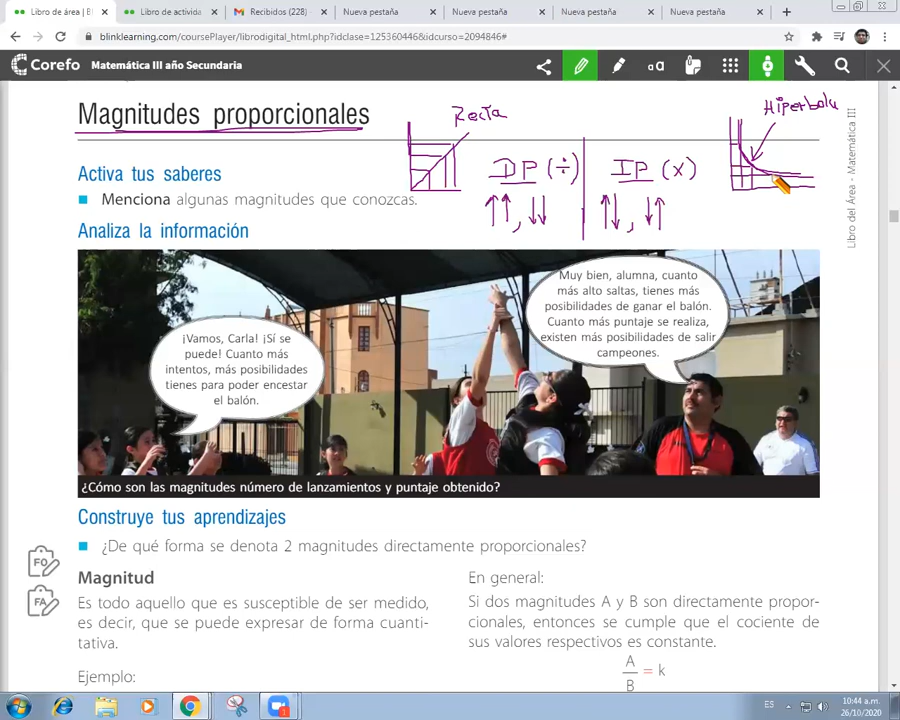 Libro de área | Bl
Libro de activida
Recibidos (228)
Nueva pestaña
Nueva pestaña
Nueva pestaña
Nueva pestaña
blinklearning.com/coursePlayer/librodigital_html.php?idclase=125360446&idcurso=2094846#
Corefo
Matemática III año Secundaria
aA
Magnitudes proporcionales
Recta
Hiperbola
DP (÷)
IP (x)
↑↑, ↓↓
↑↓, ↓↑
Activa tus saberes
Menciona algunas magnitudes que conozcas.
Analiza la información
Libro del Área - Matemática III
¡Vamos, Carla! ¡Sí se
puede! Cuanto más
intentos, más posibilidades
tienes para poder encestar
el balón.
Muy bien, alumna, cuanto
más alto saltas, tienes más
posibilidades de ganar el balón.
Cuanto más puntaje se realiza,
existen más posibilidades de salir
campeones.
¿Cómo son las magnitudes número de lanzamientos y puntaje obtenido?
Construye tus aprendizajes
¿De qué forma se denota 2 magnitudes directamente proporcionales?
FO
FA
Magnitud
Es todo aquello que es susceptible de ser medido,
es decir, que se puede expresar de forma cuanti-
tativa.
Ejemplo:
En general:
Si dos magnitudes A y B son directamente propor-
cionales, entonces se cumple que el cociente de
sus valores respectivos es constante.
A
B
= k
ES
10:44 a.m.
26/10/2020